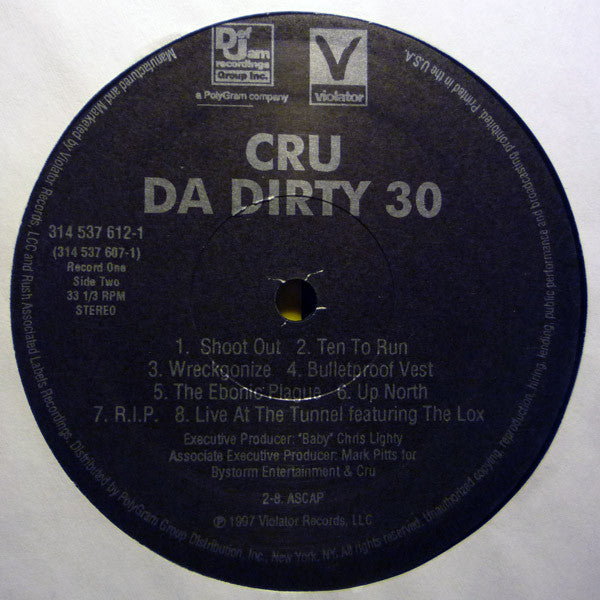 Def Jam
recordings
Group Inc.
a PolyGram company
V
violator
CRU
DA DIRTY 30
314 537 612-1
(314 537 607-1)
Record One
Side Two
33 1/3 RPM
STEREO
1. Shoot Out 2. Ten To Run
3. Wreckgonize 4. Bulletproof Vest
5. The Ebonic Plague 6. Up North
7. R.I.P. 8. Live At The Tunnel featuring The Lox
Executive Producer: "Baby" Chris Lighty
Associate Executive Producer: Mark Pitts for
Bystorm Entertainment & Cru
2-8. ASCAP
℗ 1997 Violator Records, LLC
Manufactured and Marketed by Violator Records, LCC and Rush Associated Labels Recordings. Distributed by PolyGram Group Distribution, Inc., New York, NY. All rights reserved. Unauthorized copying, reproduction, hiring, lending, public performance and broadcasting prohibited. Printed in the U.S.A.